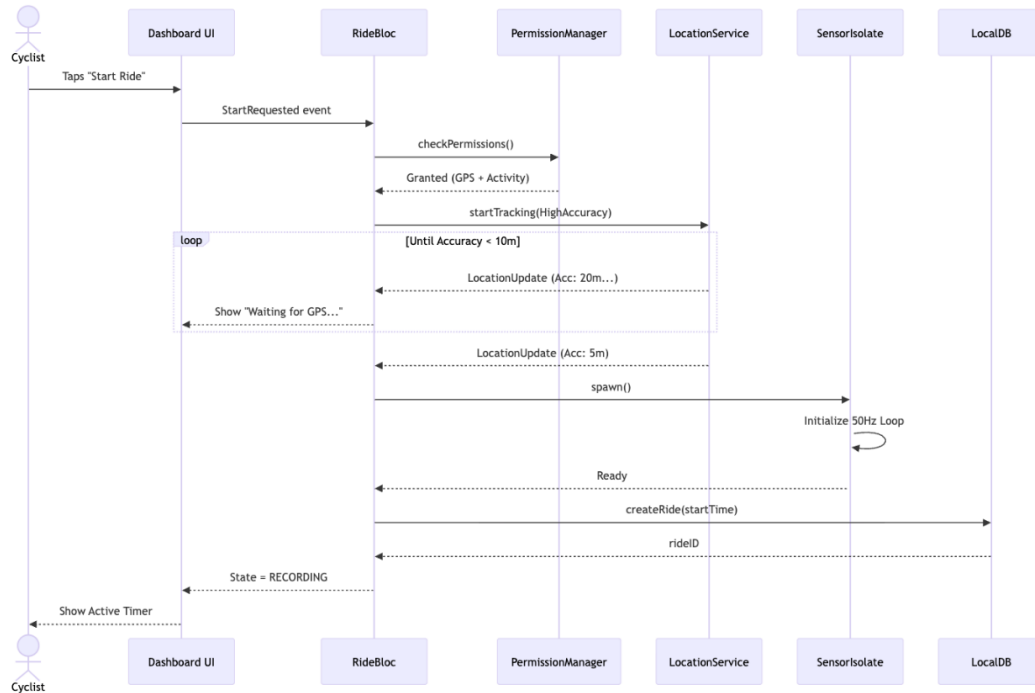 Cyclist
Dashboard UI
RideBloc
PermissionManager
LocationService
SensorIsolate
LocalDB
Taps "Start Ride"
StartRequested event
checkPermissions()
Granted (GPS + Activity)
startTracking(HighAccuracy)
loop
[Until Accuracy < 10m]
LocationUpdate (Acc: 20m...)
Show "Waiting for GPS..."
LocationUpdate (Acc: 5m)
spawn()
Initialize 50Hz Loop
Ready
createRide(startTime)
rideID
State = RECORDING
Show Active Timer
Cyclist
Dashboard UI
RideBloc
PermissionManager
LocationService
SensorIsolate
LocalDB